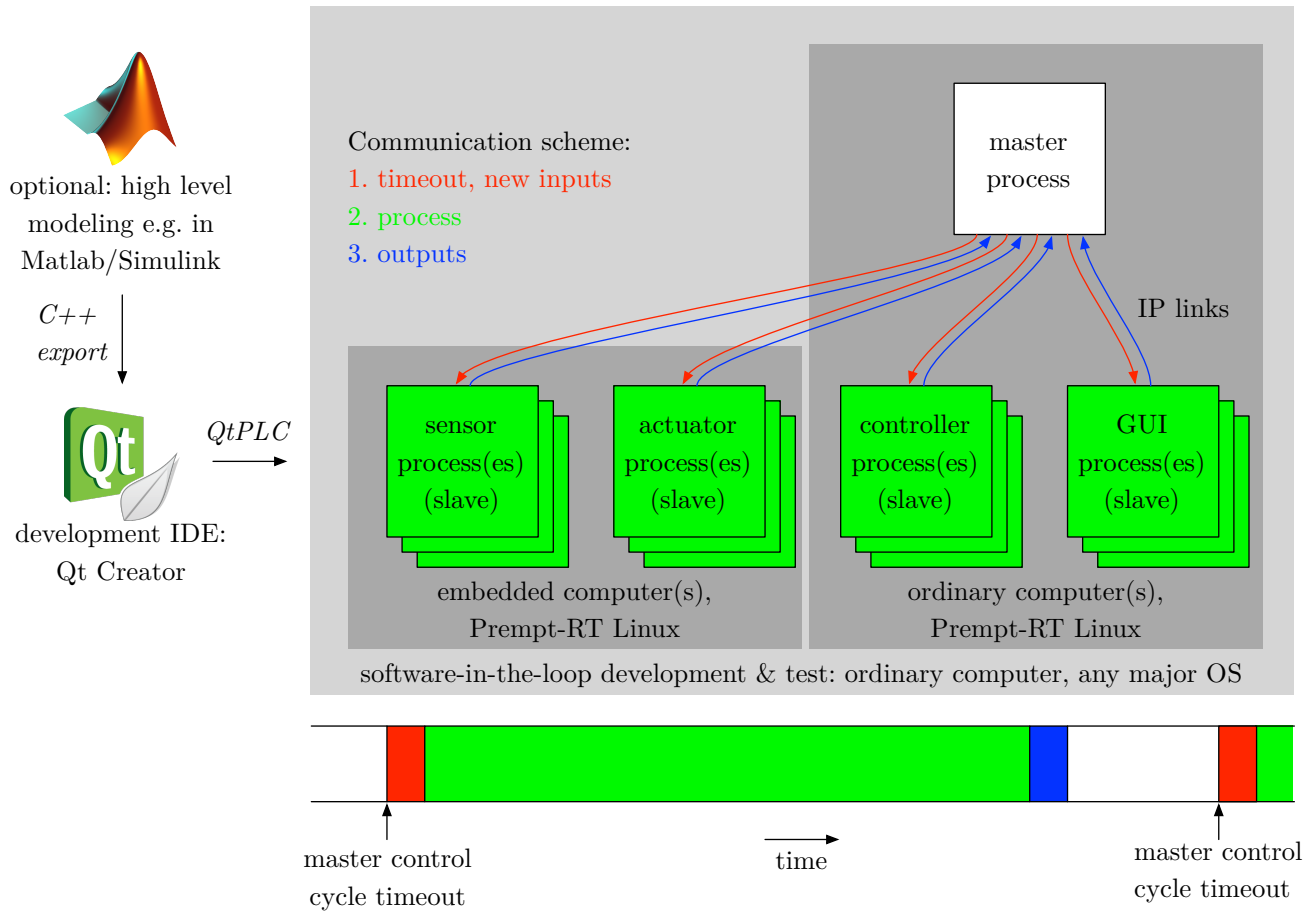 optional: high level
modeling e.g. in
Matlab/Simulink
C++
export
Qt
development IDE:
Qt Creator
QtPLC
Communication scheme:
1. timeout, new inputs
2. process
3. outputs
master
process
IP links
sensor
process(es)
(slave)
actuator
process(es)
(slave)
controller
process(es)
(slave)
GUI
process(es)
(slave)
embedded computer(s),
Prempt-RT Linux
ordinary computer(s),
Prempt-RT Linux
software-in-the-loop development & test: ordinary computer, any major OS
master control
cycle timeout
time
master control
cycle timeout